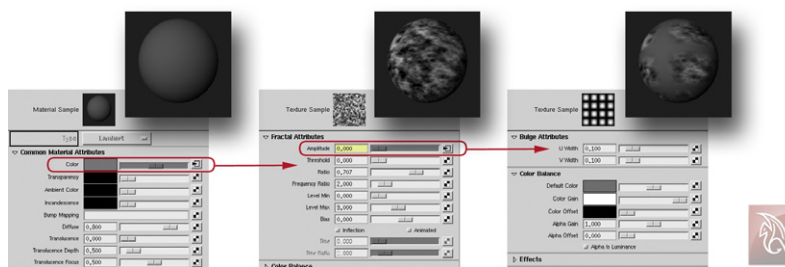 Material Sample
Type Lambert
Common Material Attributes
Color
Transparency
Ambient Color
Incandescence
Bump Mapping
Diffuse 0,800
Translucence 0,000
Translucence Depth 0,500
Translucence Focus 0,500
Texture Sample
Fractal Attributes
Amplitude 0,000
Threshold 0,000
Ratio 0,707
Frequency Ratio 2,000
Level Min 0,000
Level Max 9,000
Bias 0,000
Inflection Animated
Time 0,000
Color Balance
Texture Sample
Bulge Attributes
U Width 0,100
V Width 0,100
Color Balance
Default Color
Color Gain
Color Offset
Alpha Gain 1,000
Alpha Offset 0,000
Alpha Is Luminance
Effects